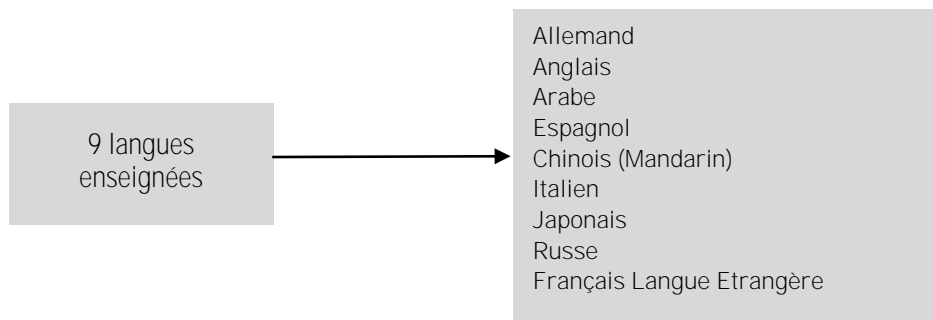 9 langues
enseignées
Allemand
Anglais
Arabe
Espagnol
Chinois (Mandarin)
Italien
Japonais
Russe
Français Langue Etrangère